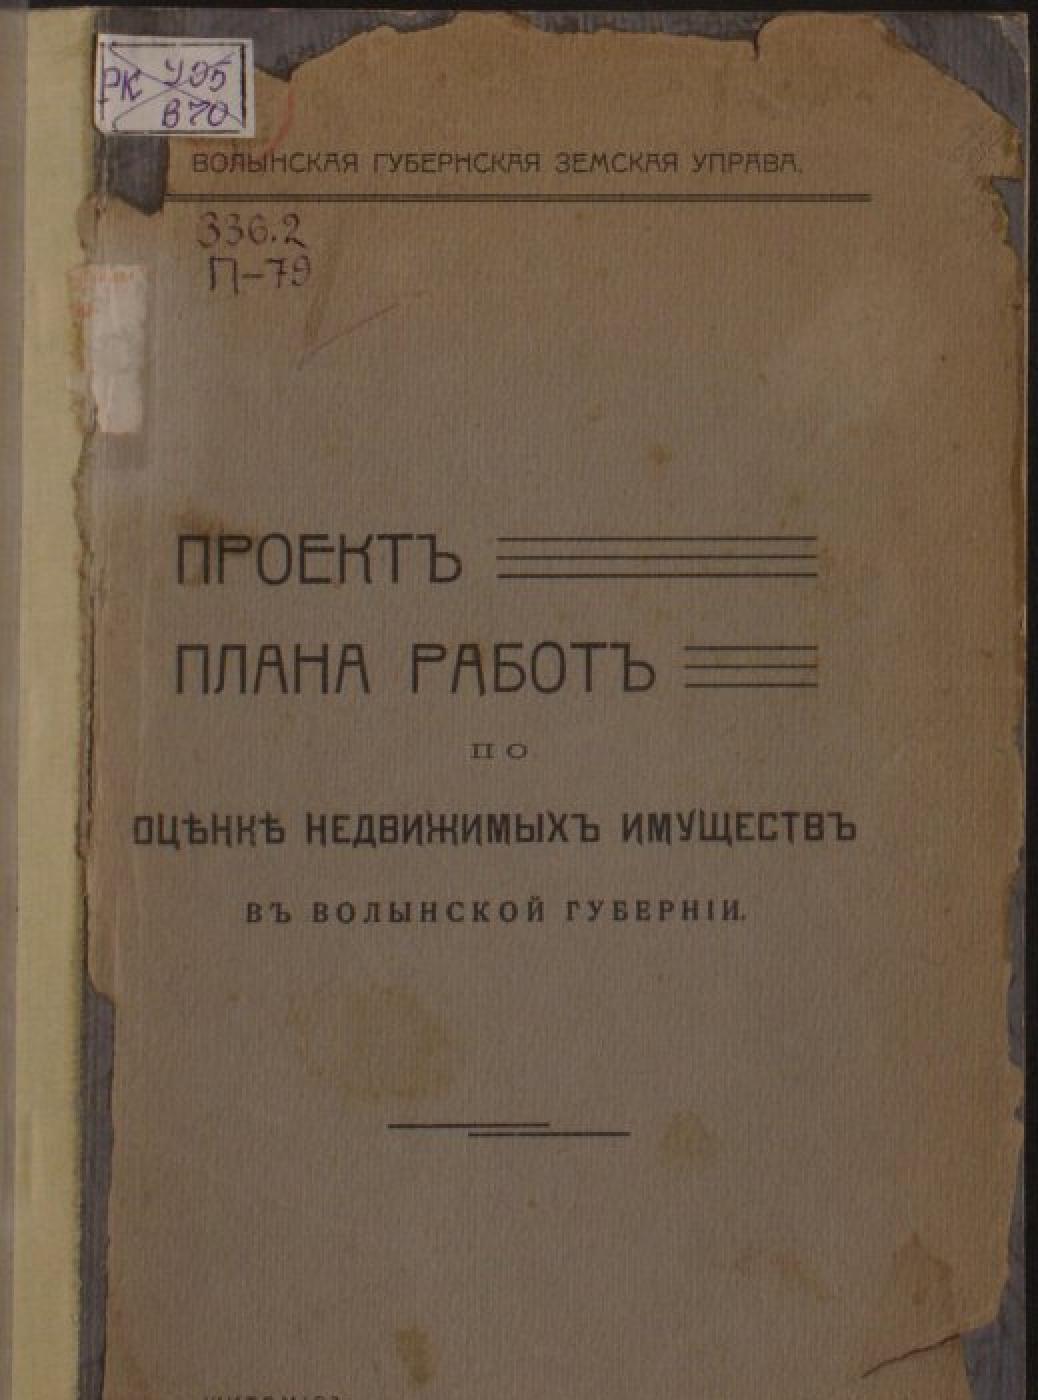 РК У95
В70
ВОЛЫНСКАЯ ГУБЕРНСКАЯ ЗЕМСКАЯ УПРАВА.
336.2
П-79
ПРОЕКТЪ
ПЛАНА РАБОТЪ
ПО
ОЦѢНКѢ НЕДВИЖИМЫХЪ ИМУЩЕСТВЪ
ВЪ ВОЛЫНСКОЙ ГУБЕРНІИ.